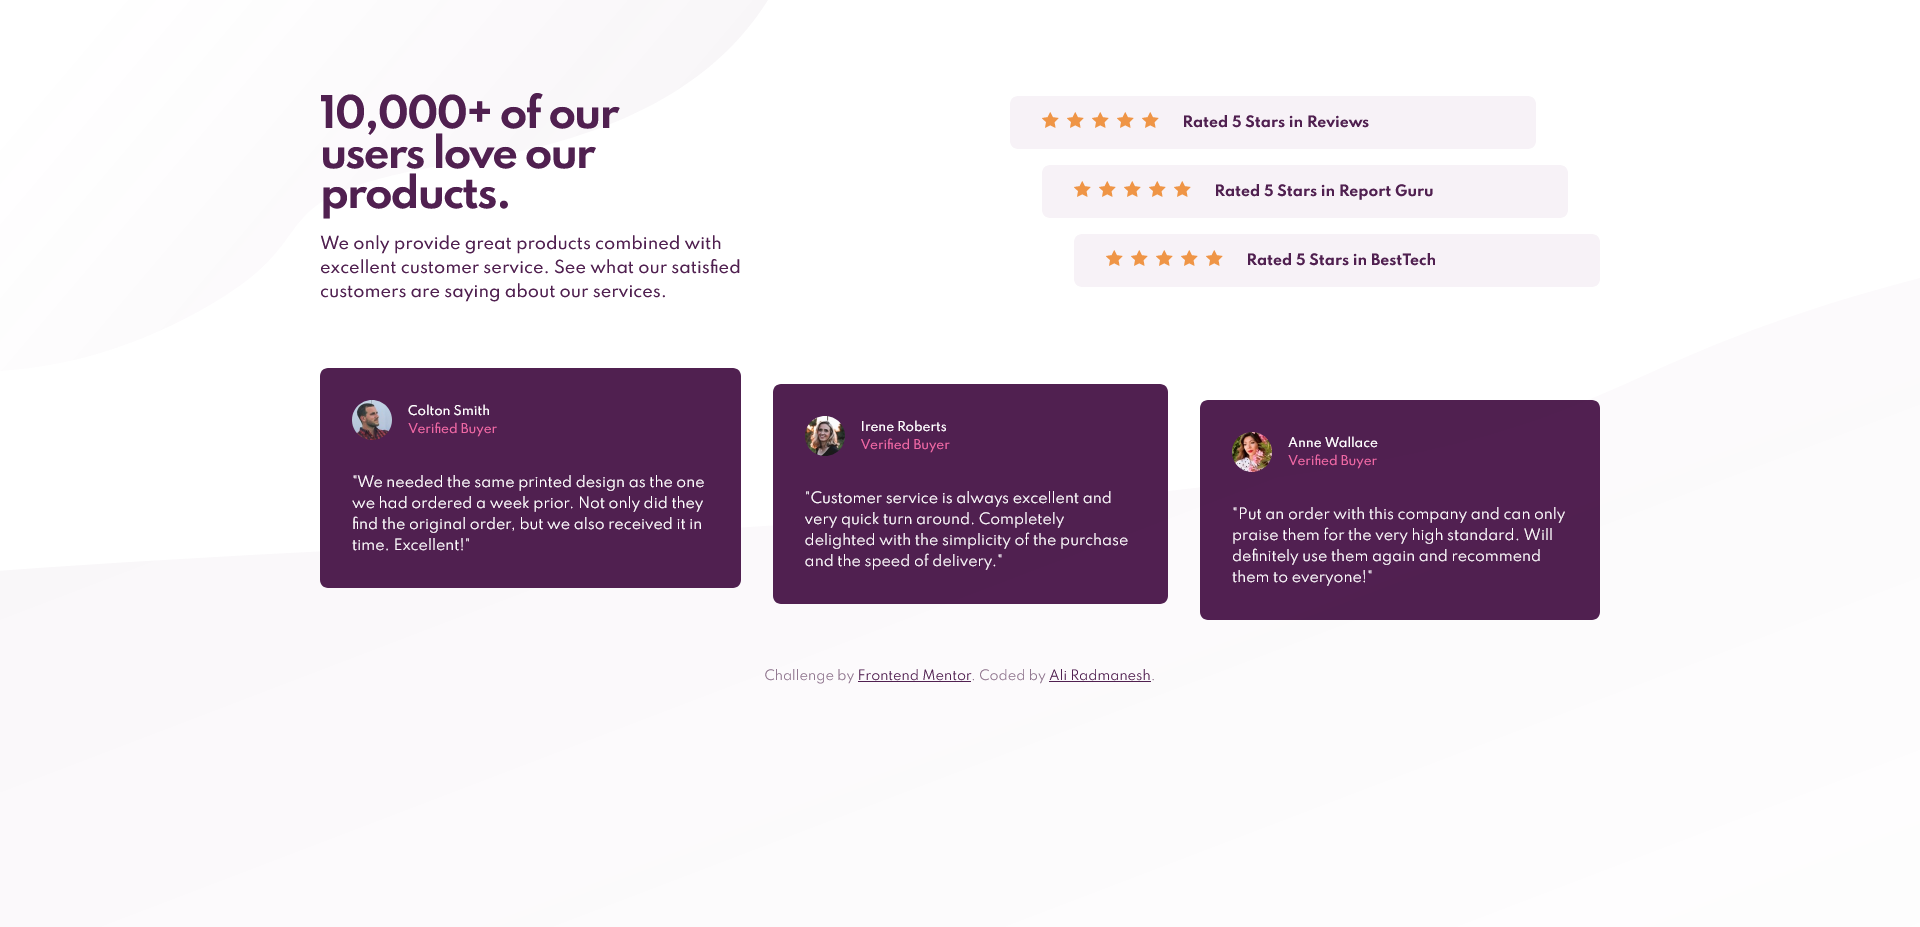 10,000+ of our
users love our
products.
We only provide great products combined with
excellent customer service. See what our satisfied
customers are saying about our services.
Rated 5 Stars in Reviews
Rated 5 Stars in Report Guru
Rated 5 Stars in BestTech
Colton Smith
Verified Buyer
"We needed the same printed design as the one
we had ordered a week prior. Not only did they
find the original order, but we also received it in
time. Excellent!"
Irene Roberts
Verified Buyer
"Customer service is always excellent and
very quick turn around. Completely
delighted with the simplicity of the purchase
and the speed of delivery."
Anne Wallace
Verified Buyer
"Put an order with this company and can only
praise them for the very high standard. Will
definitely use them again and recommend
them to everyone!"
Challenge by Frontend Mentor. Coded by Ali Radmanesh.